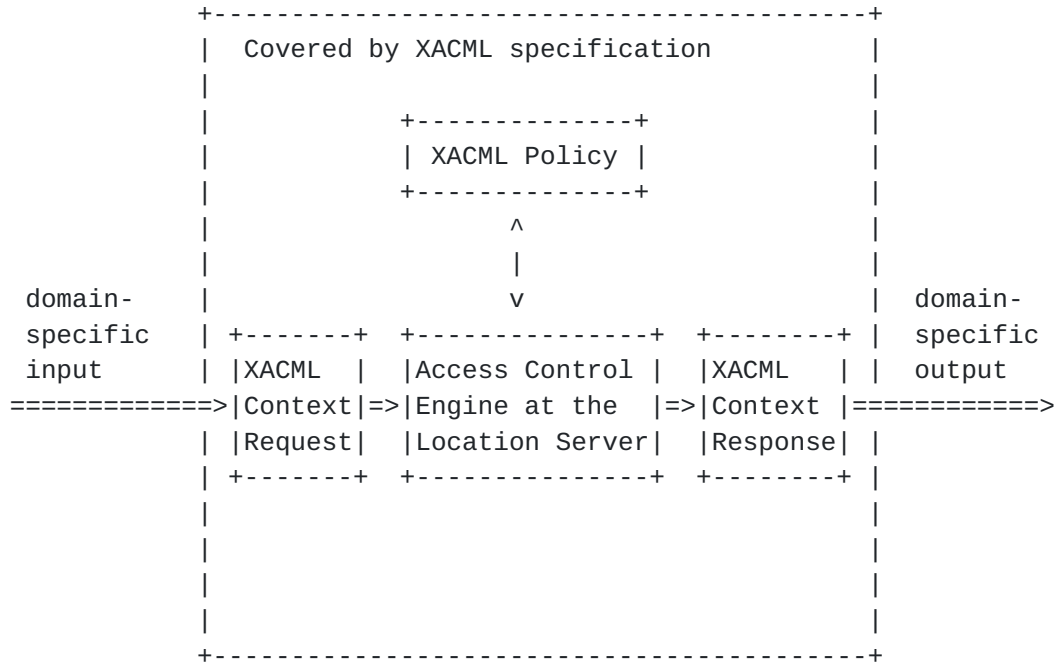 +------------------------------------------+
|  Covered by XACML specification          |
|                                          |
|            +--------------+              |
|            | XACML Policy |              |
|            +--------------+              |
|                   ^                      |
|                   |                      |
domain-    |                   v                      |  domain-
specific   | +-------+  +---------------+  +--------+ |  specific
input      | |XACML  |  |Access Control |  |XACML   | |  output
=============>|Context|=>|Engine at the  |=>|Context |============>
| |Request|  |Location Server|  |Response| |
| +-------+  +---------------+  +--------+ |
|                                          |
|                                          |
|                                          |
|                                          |
+------------------------------------------+